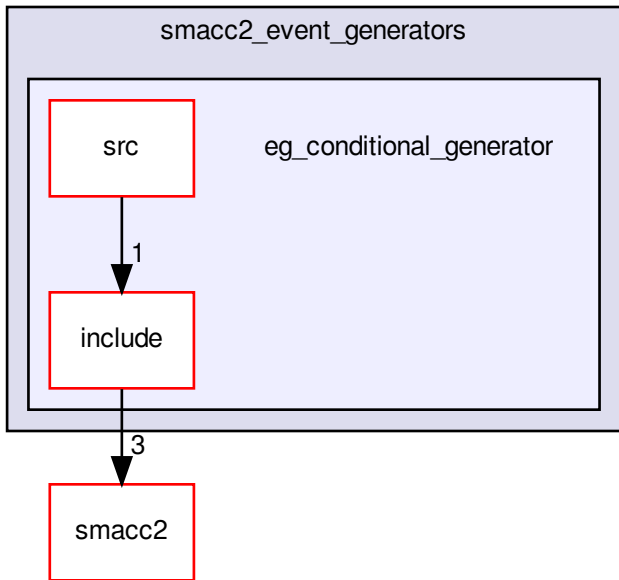 smacc2_event_generators
src
eg_conditional_generator
1
include
3
smacc2